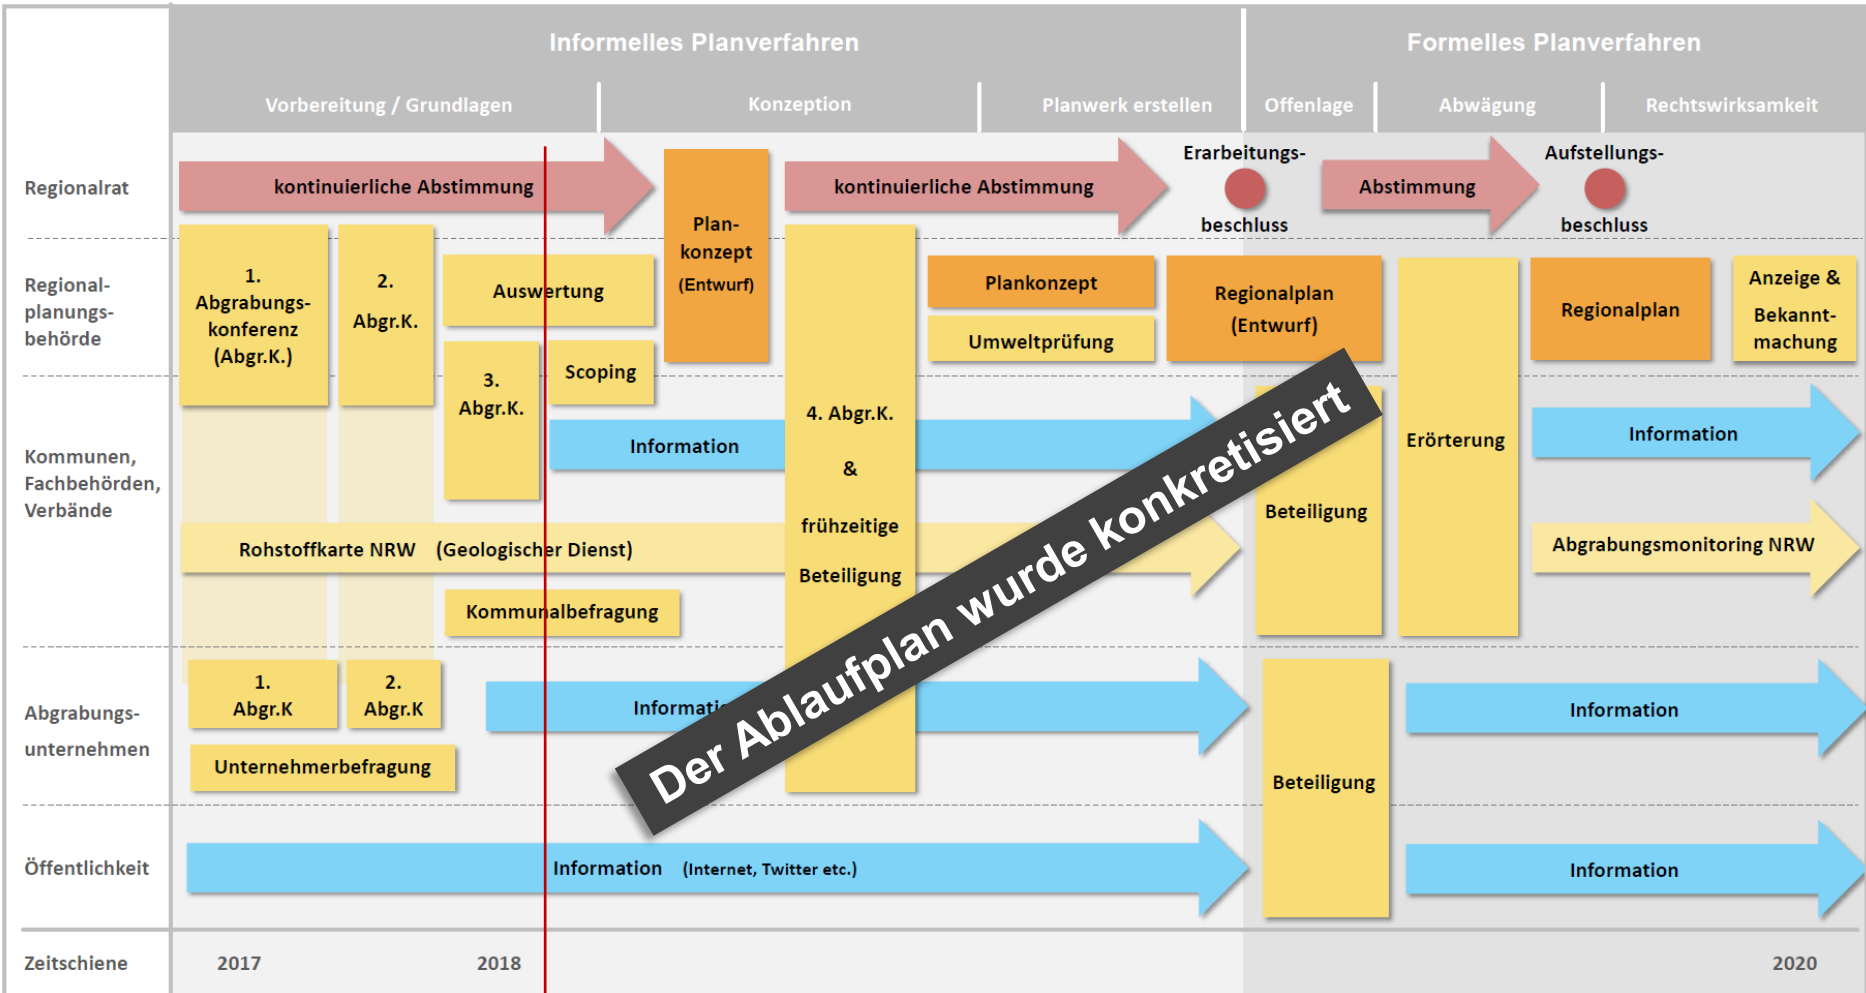 Informelles Planverfahren
Formelles Planverfahren
Vorbereitung / Grundlagen
Konzeption
Planwerk erstellen
Offenlage
Abwägung
Rechtswirksamkeit
Regionalrat
kontinuierliche Abstimmung
kontinuierliche Abstimmung
Erarbeitungs-
beschluss
Abstimmung
Aufstellungs-
beschluss
Regional-
planungs-
behörde
1.
Abgrabungs-
konferenz
(Abgr.K.)
2.
Abgr.K.
Auswertung
3.
Abgr.K.
Scoping
Plan-
konzept
(Entwurf)
Plankonzept
Umweltprüfung
Regionalplan
(Entwurf)
Regionalplan
Anzeige &
Bekannt-
machung
Kommunen,
Fachbehörden,
Verbände
Information
4. Abgr.K.
&
frühzeitige
Beteiligung
Beteiligung
Erörterung
Information
Rohstoffkarte NRW (Geologischer Dienst)
Abgrabungsmonitoring NRW
Kommunalbefragung
Abgrabungs-
unternehmen
1.
Abgr.K
2.
Abgr.K
Informati
Information
Unternehmerbefragung
Beteiligung
Der Ablaufplan wurde konkretisiert
Öffentlichkeit
Information (Internet, Twitter etc.)
Information
Zeitschiene
2017
2018
2020